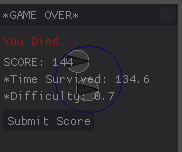 *GAME OVER*
You Died...
SCORE: 144
*Time Survived: 134.6
*Difficulty: 0.7
Submit Score